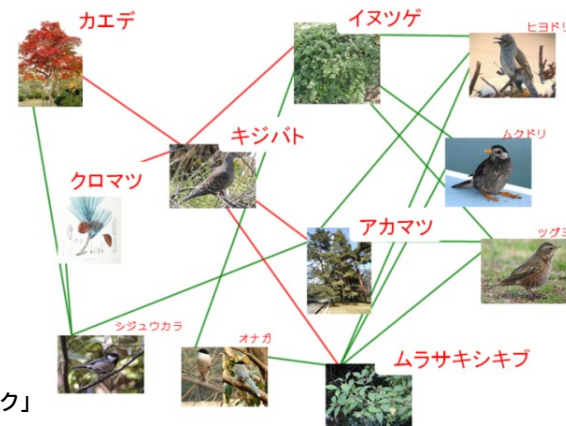 カエデ
イヌツゲ
ヒヨドリ
キジバト
ムクドリ
クロマツ
アカマツ
ツグミ
シジュウカラ
オナガ
ムラサキシキブ
ク」